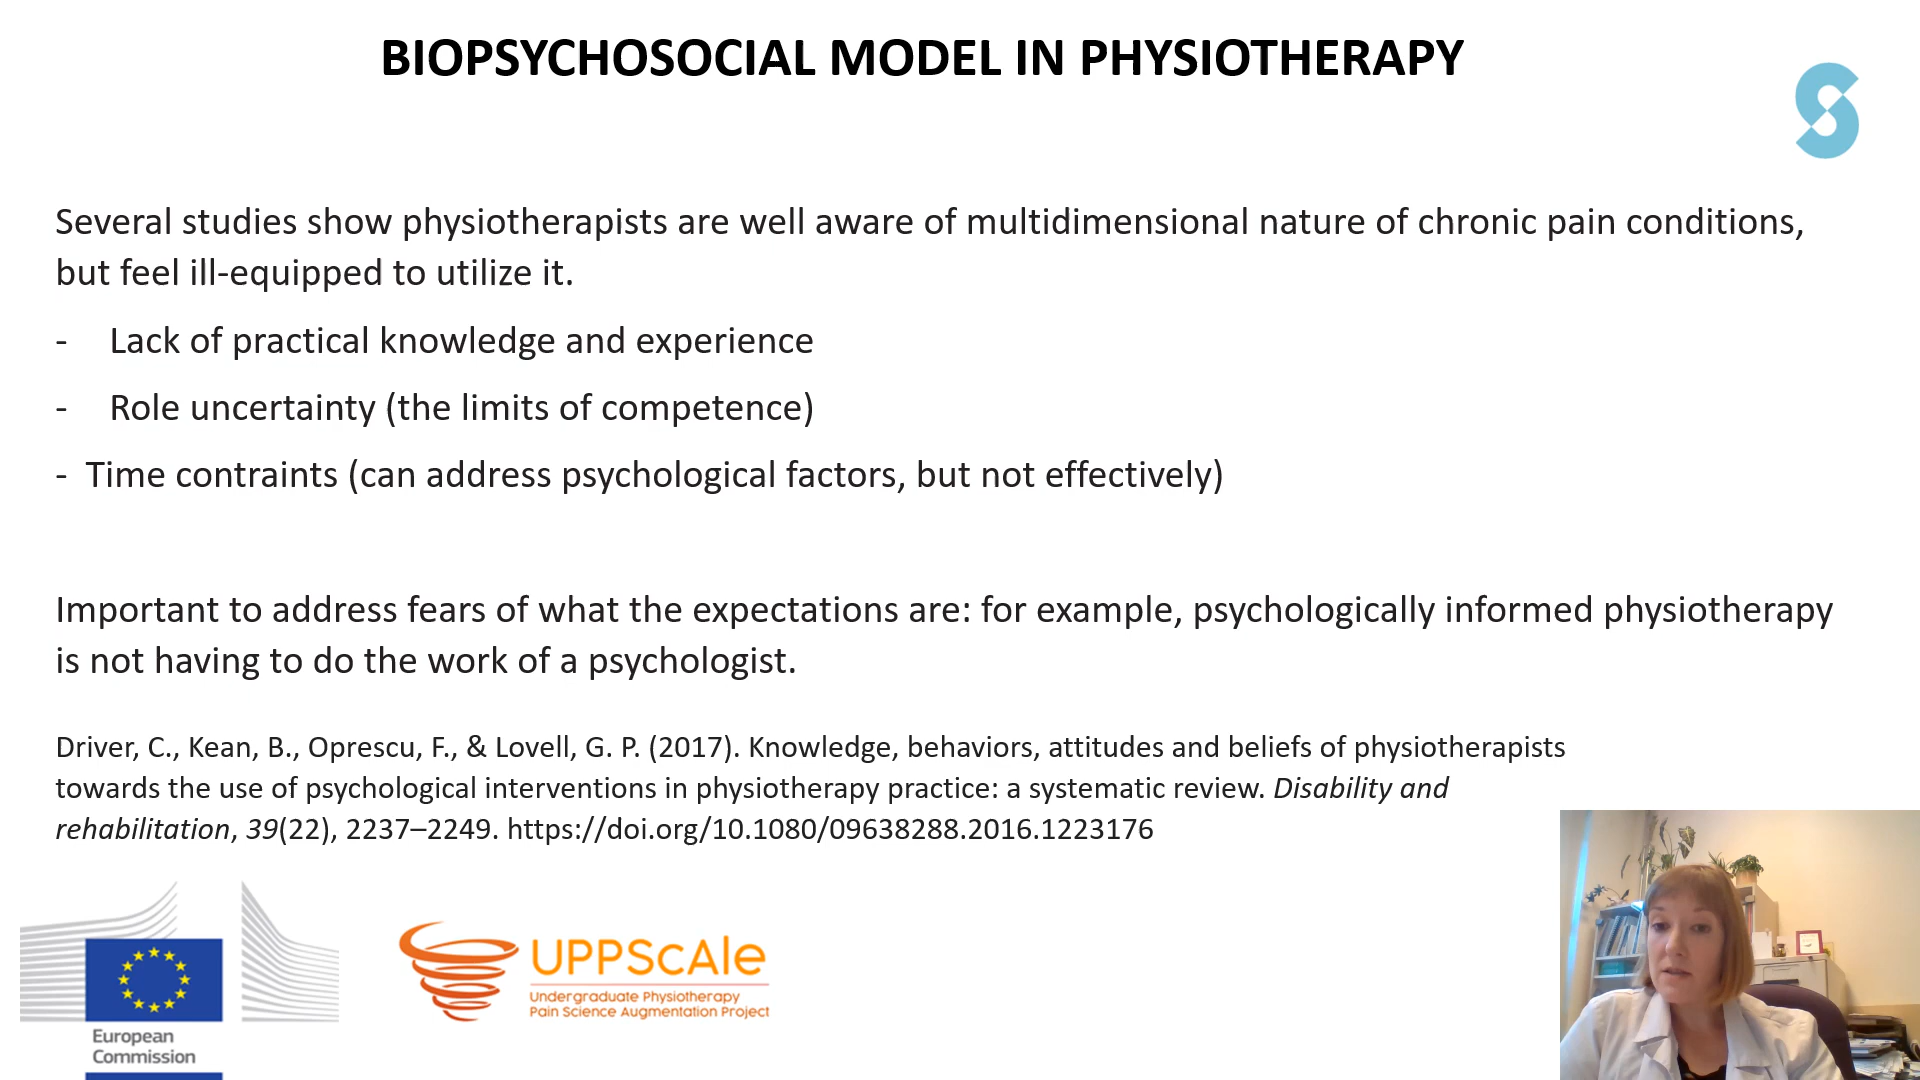 BIOPSYCHOSOCIAL MODEL IN PHYSIOTHERAPY
Several studies show physiotherapists are well aware of multidimensional nature of chronic pain conditions,
but feel ill-equipped to utilize it.
- Lack of practical knowledge and experience
- Role uncertainty (the limits of competence)
- Time contraints (can address psychological factors, but not effectively)
Important to address fears of what the expectations are: for example, psychologically informed physiotherapy
is not having to do the work of a psychologist.
Driver, C., Kean, B., Oprescu, F., & Lovell, G. P. (2017). Knowledge, behaviors, attitudes and beliefs of physiotherapists
towards the use of psychological interventions in physiotherapy practice: a systematic review. Disability and
rehabilitation, 39(22), 2237–2249. https://doi.org/10.1080/09638288.2016.1223176
European
Commission
UPPScAle
Undergraduate Physiotherapy
Pain Science Augmentation Project